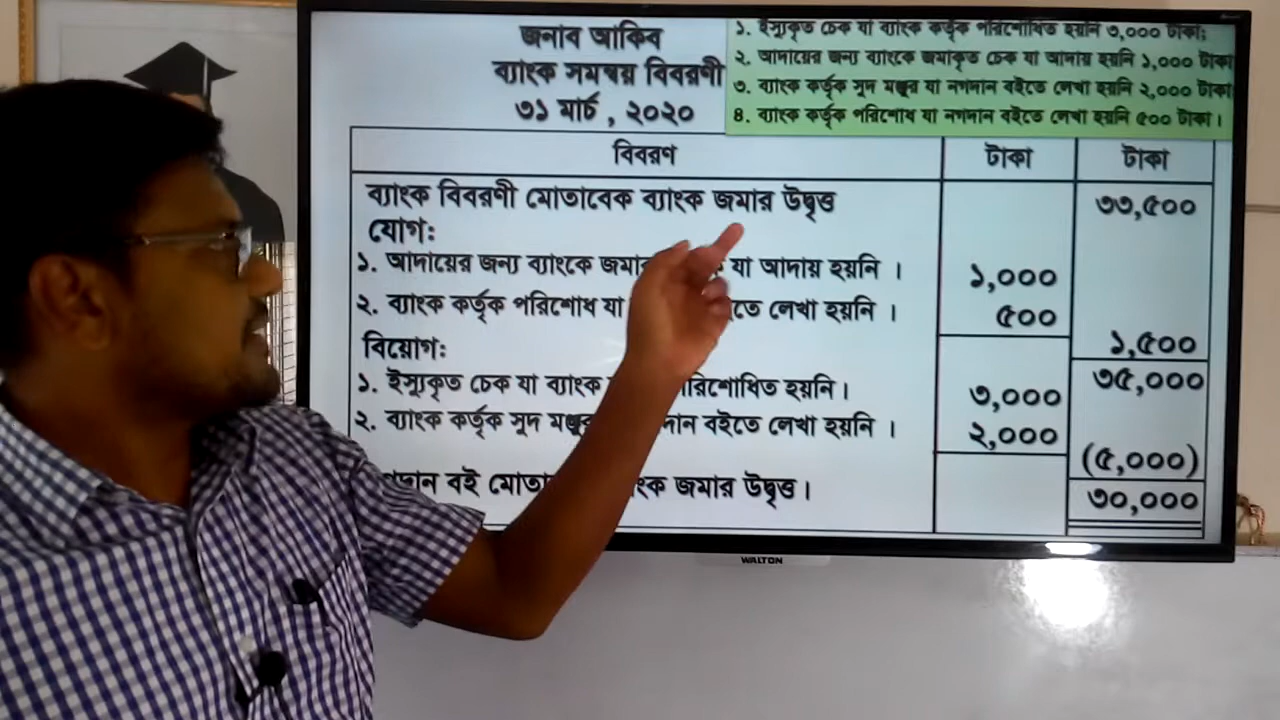 জনাব আকিব
ব্যাংক সমন্বয় বিবরণী
৩১ মার্চ , ২০২০
১. ইস্যুকৃত চেক যা ব্যাংক কর্তৃক পরিশোধিত হয়নি ৩,০০০ টাকা;
২. আদায়ের জন্য ব্যাংকে জমাকৃত চেক যা আদায় হয়নি ১,০০০ টাকা
৩. ব্যাংক কর্তৃক সুদ মঞ্জুর যা নগদান বইতে লেখা হয়নি ২,০০০ টাকা
৪. ব্যাংক কর্তৃক পরিশোধ যা নগদান বইতে লেখা হয়নি ৫০০ টাকা।
বিবরণ টাকা টাকা
ব্যাংক বিবরণী মোতাবেক ব্যাংক জমার উদ্বৃত্ত ৩৩,৫০০
যোগঃ
১. আদায়ের জন্য ব্যাংকে যা আদায় হয়নি । ১,০০০
২. ব্যাংক কর্তৃক পরিশোধ যা লেখা হয়নি । ৫০০
১,৫০০
বিয়োগঃ ৩৫,০০০
১. ইস্যুকৃত চেক যা ব্যাংক হয়নি। ৩,০০০
২. ব্যাংক কর্তৃক সুদ বইতে লেখা হয়নি । ২,০০০
(৫,০০০)
বই জমার উদ্বৃত্ত। ৩০,০০০
WALTON